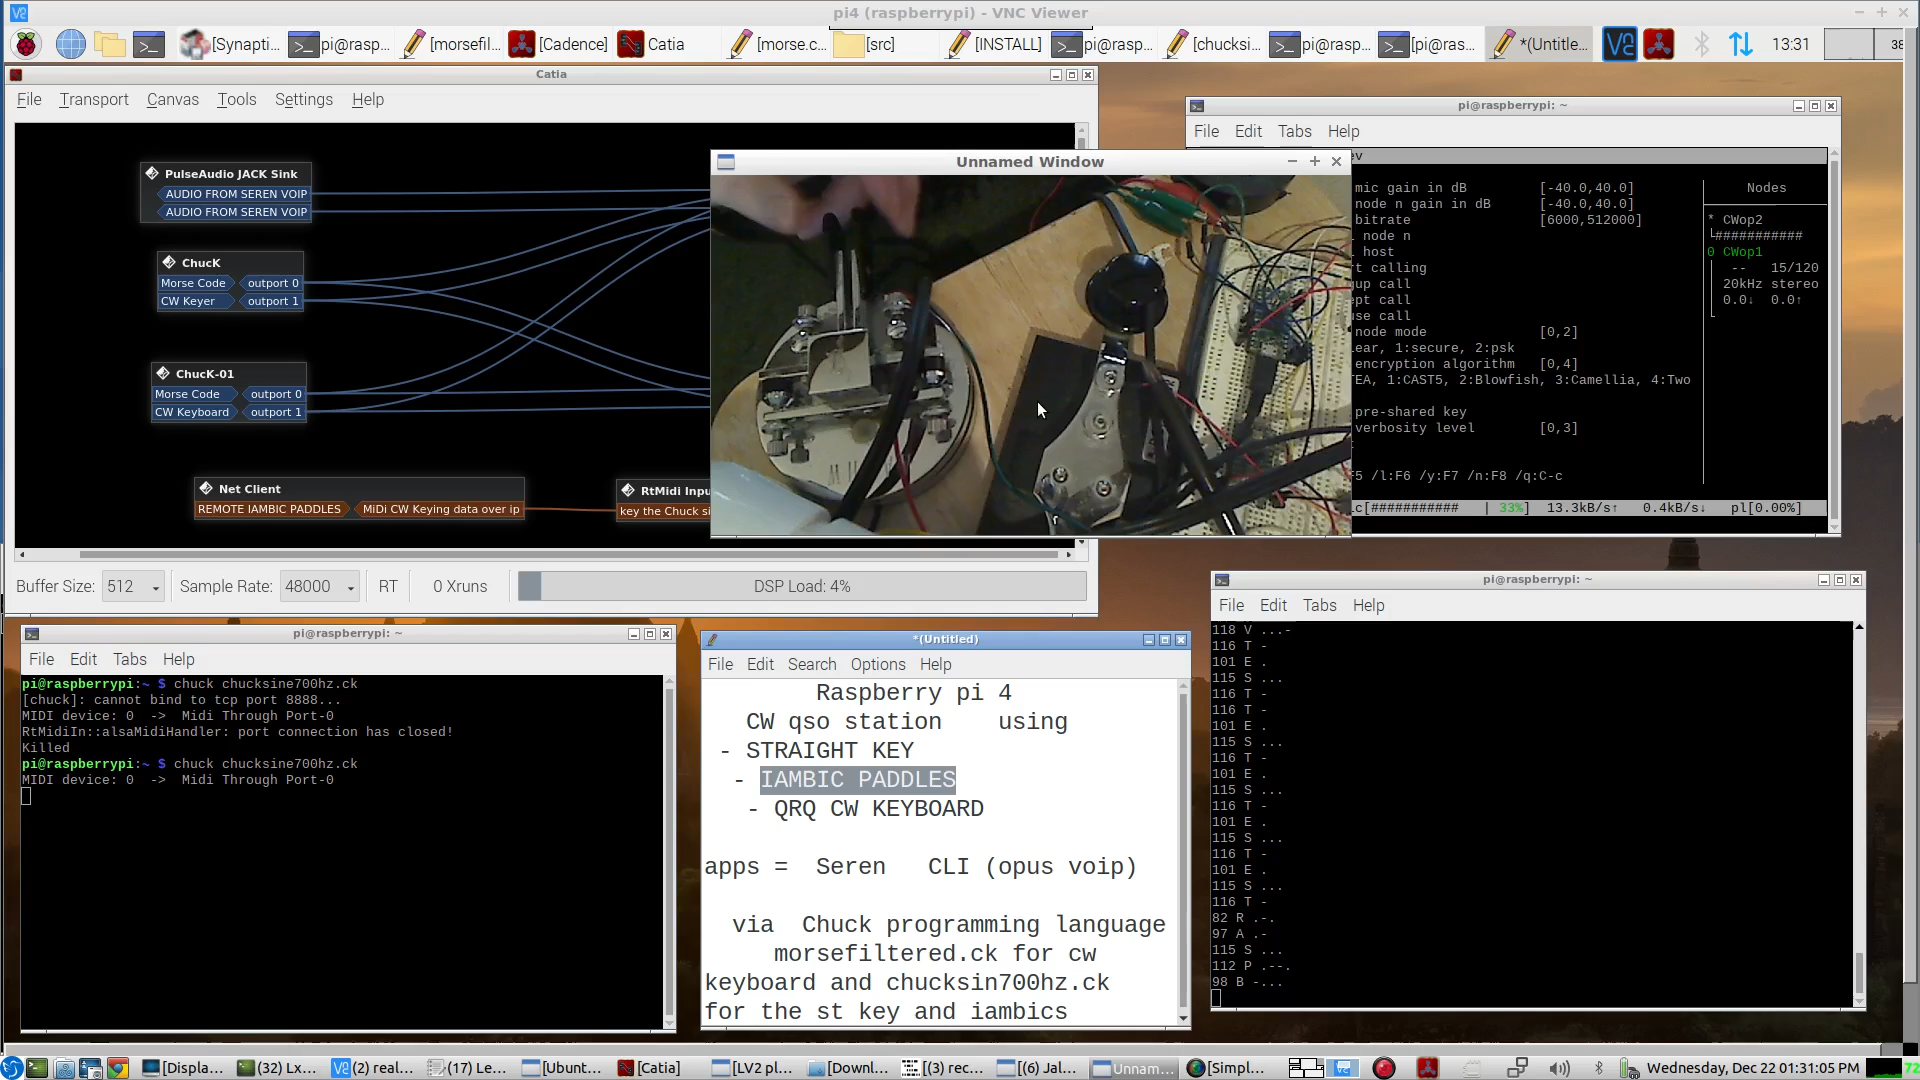 pi4 (raspberrypi) - VNC Viewer
[Synapti...
pi@rasp...
[morsefil...
[Cadence]
Catia
[morse.c...
[src]
[INSTALL]
pi@rasp...
[chucksi...
pi@rasp...
[pi@ras...
*(Untitle...
13:31
38
Catia
File Transport Canvas Tools Settings Help
PulseAudio JACK Sink
AUDIO FROM SEREN VOIP
AUDIO FROM SEREN VOIP
ChucK
Morse Code outport 0
CW Keyer outport 1
ChucK-01
Morse Code outport 0
CW Keyboard outport 1
Net Client
REMOTE IAMBIC PADDLES MiDi CW Keying data over ip
RtMidi Inpu
key the Chuck si
Buffer Size: 512 Sample Rate: 48000 RT 0 Xruns DSP Load: 4%
Unnamed Window
pi@raspberrypi: ~
File Edit Tabs Help
ev
mic gain in dB [-40.0,40.0]
node n gain in dB [-40.0,40.0]
bitrate [6000,512000]
node n
host
rt calling
gup call
ept call
use call
node mode [0,2]
lear, 1:secure, 2:psk
encryption algorithm [0,4]
TEA, 1:CAST5, 2:Blowfish, 3:Camellia, 4:Two
pre-shared key
verbosity level [0,3]
F5 /l:F6 /y:F7 /n:F8 /q:C-c
Nodes
* CWop2
###########
0 CWop1
-- 15/120
20kHz stereo
0.0↓ 0.0↑
ic[########### | 33%] 13.3kB/s↑ 0.4kB/s↓ pl[0.00%]
pi@raspberrypi: ~
File Edit Tabs Help
pi@raspberrypi:~ $ chuck chucksine700hz.ck
[chuck]: cannot bind to tcp port 8888...
MIDI device: 0 -> Midi Through Port-0
RtMidiIn::alsaMidiHandler: port connection has closed!
Killed
pi@raspberrypi:~ $ chuck chucksine700hz.ck
MIDI device: 0 -> Midi Through Port-0
*(Untitled)
File Edit Search Options Help
Raspberry pi 4
CW qso station using
- STRAIGHT KEY
- IAMBIC PADDLES
- QRQ CW KEYBOARD
apps = Seren CLI (opus voip)
via Chuck programming language
morsefiltered.ck for cw
keyboard and chucksin700hz.ck
for the st key and iambics
pi@raspberrypi: ~
File Edit Tabs Help
118 V ...-
116 T -
101 E .
115 S ...
116 T -
116 T -
101 E .
115 S ...
116 T -
101 E .
115 S ...
116 T -
101 E .
115 S ...
116 T -
101 E .
115 S ...
116 T -
82 R .-.
97 A .-
115 S ...
112 P .--.
98 B -...
[Displa...
(32) Lx...
(2) real...
(17) Le...
[Ubunt...
[Catia]
[LV2 pl...
[Downl...
[(3) rec...
[(6) Jal...
Unnam...
[Simpl...
Wednesday, Dec 22 01:31:05 PM
72